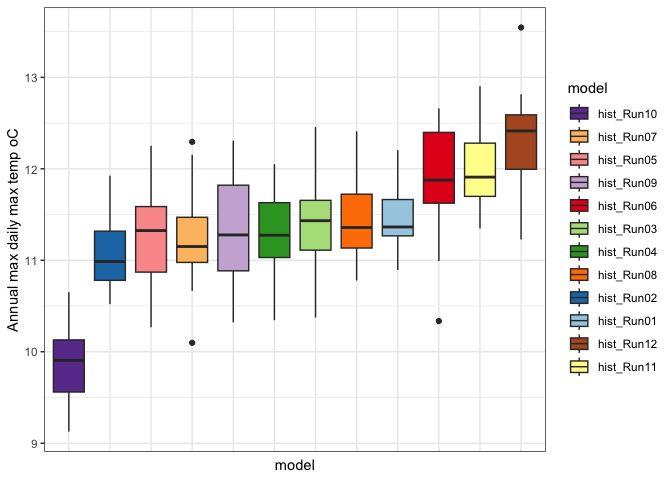 Annual max daily max temp oC
13
12
11
10
9
model
model
hist_Run10
hist_Run07
hist_Run05
hist_Run09
hist_Run06
hist_Run03
hist_Run04
hist_Run08
hist_Run02
hist_Run01
hist_Run12
hist_Run11